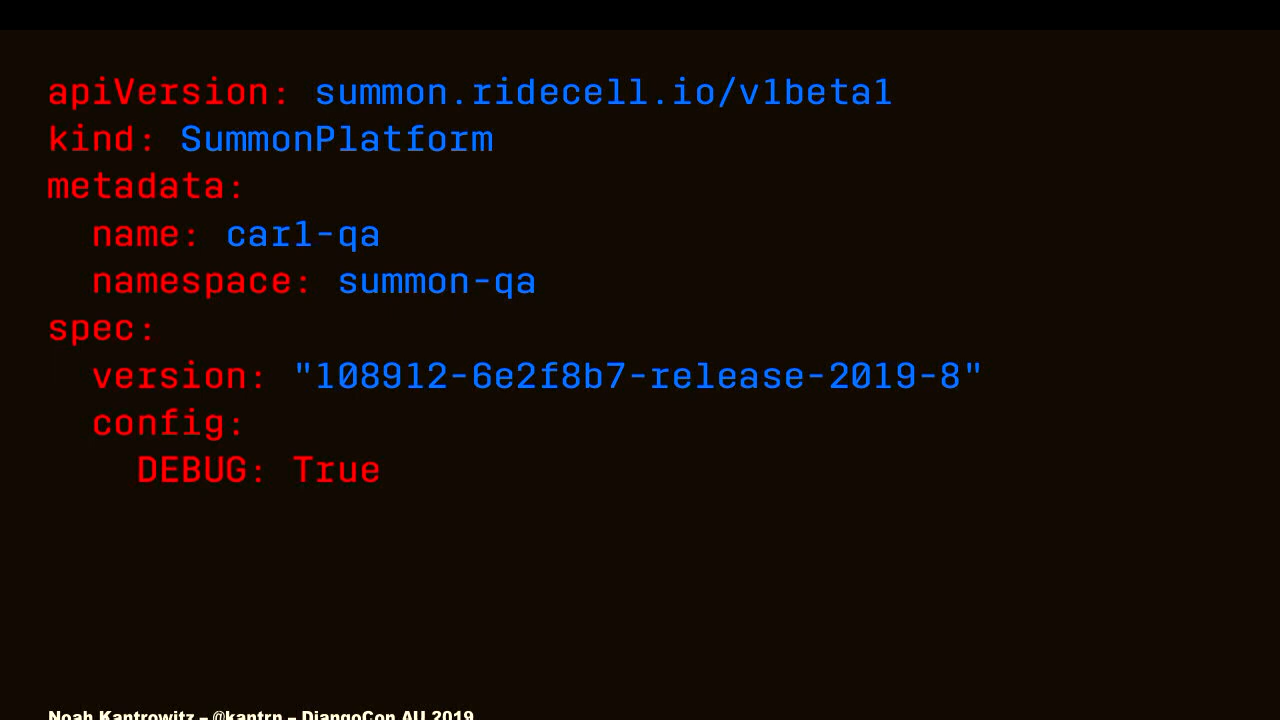 apiVersion: summon.ridecell.io/v1beta1
kind: SummonPlatform
metadata:
  name: car1-qa
  namespace: summon-qa
spec:
  version: "108912-6e2f8b7-release-2019-8"
  config:
    DEBUG: True
Noah Kantrowitz – @kantrn – DjangoCon AU 2019